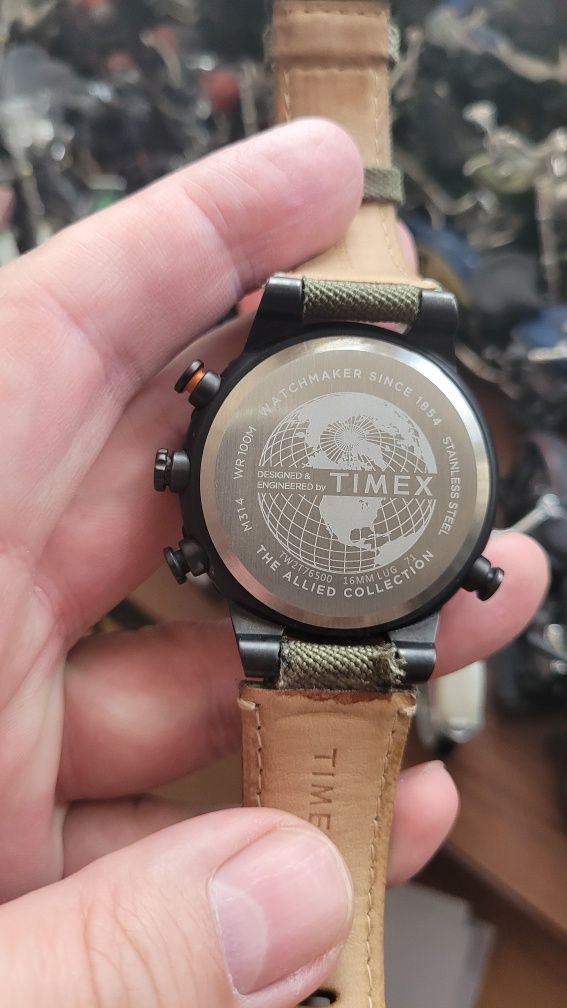 WATCHMAKER SINCE 1854
STAINLESS STEEL
WR 100M
M314
DESIGNED &
ENGINEERED by
TIMEX
TW2T76500 16MM LUG 71
THE ALLIED COLLECTION
TIME